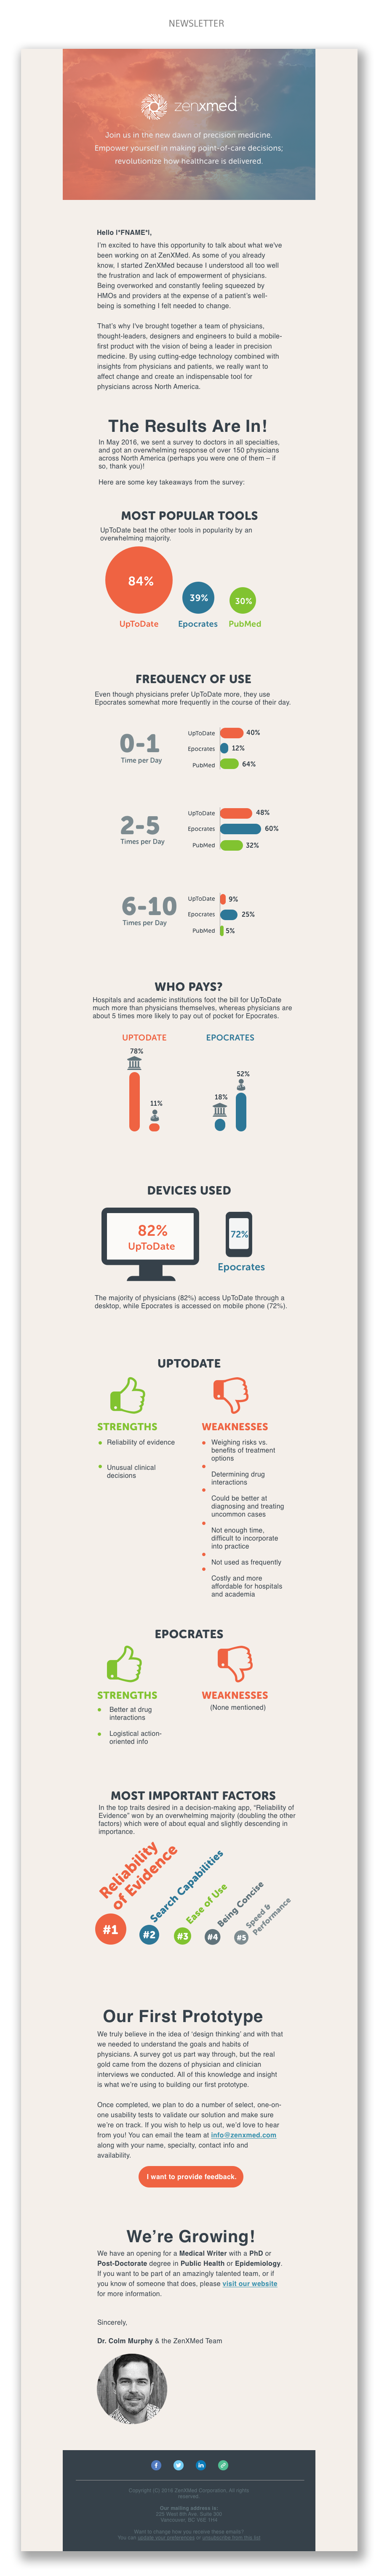 NEWSLETTER
zenxmed
Join us in the new dawn of precision medicine.
Empower yourself in making point-of-care decisions;
revolutionize how healthcare is delivered.
Hello |*FNAME*|,
I'm excited to have this opportunity to talk about what we've
been working on at ZenXMed. As some of you already
know, I started ZenXMed because I understood all too well
the frustration and lack of empowerment of physicians.
Being overworked and constantly feeling squeezed by
HMOs and providers at the expense of a patient's well-
being is something I felt needed to change.
That's why I've brought together a team of physicians,
thought-leaders, designers and engineers to build a mobile-
first product with the vision of being a leader in precision
medicine. By using cutting-edge technology combined with
insights from physicians and patients, we really want to
affect change and create an indispensable tool for
physicians across North America.
The Results Are In!
In May 2016, we sent a survey to doctors in all specialties,
and got an overwhelming response of over 150 physicians
across North America (perhaps you were one of them – if
so, thank you)!
Here are some key takeaways from the survey:
MOST POPULAR TOOLS
UpToDate beat the other tools in popularity by an
overwhelming majority.
84%
39%
30%
UpToDate
Epocrates
PubMed
FREQUENCY OF USE
Even though physicians prefer UpToDate more, they use
Epocrates somewhat more frequently in the course of their day.
0-1
Time per Day
UpToDate 40%
Epocrates 12%
PubMed 64%
2-5
Times per Day
UpToDate 48%
Epocrates 60%
PubMed 32%
6-10
Times per Day
UpToDate 9%
Epocrates 25%
PubMed 5%
WHO PAYS?
Hospitals and academic institutions foot the bill for UpToDate
much more than physicians themselves, whereas physicians are
about 5 times more likely to pay out of pocket for Epocrates.
UPTODATE
EPOCRATES
78%
11%
18%
52%
DEVICES USED
82%
UpToDate
72%
Epocrates
The majority of physicians (82%) access UpToDate through a
desktop, while Epocrates is accessed on mobile phone (72%).
UPTODATE
STRENGTHS
Reliability of evidence
Unusual clinical
decisions
WEAKNESSES
Weighing risks vs.
benefits of treatment
options
Determining drug
interactions
Could be better at
diagnosing and treating
uncommon cases
Not enough time,
difficult to incorporate
into practice
Not used as frequently
Costly and more
affordable for hospitals
and academia
EPOCRATES
STRENGTHS
Better at drug
interactions
Logistical action-
oriented info
WEAKNESSES
(None mentioned)
MOST IMPORTANT FACTORS
In the top traits desired in a decision-making app, "Reliability of
Evidence" won by an overwhelming majority (doubling the other
factors) which were of about equal and slightly descending in
importance.
Reliability
of Evidence
Search Capabilities
Ease of Use
Being Concise
Speed &
Performance
#1
#2
#3
#4
#5
Our First Prototype
We truly believe in the idea of 'design thinking' and with that
we needed to understand the goals and habits of
physicians. A survey got us part way through, but the real
gold came from the dozens of physician and clinician
interviews we conducted. All of this knowledge and insight
is what we're using to building our first prototype.
Once completed, we plan to do a number of select, one-on-
one usability tests to validate our solution and make sure
we're on track. If you wish to help us out, we'd love to hear
from you! You can email the team at info@zenxmed.com
along with your name, specialty, contact info and
availability.
I want to provide feedback.
We're Growing!
We have an opening for a Medical Writer with a PhD or
Post-Doctorate degree in Public Health or Epidemiology.
If you want to be part of an amazingly talented team, or if
you know of someone that does, please visit our website
for more information.
Sincerely,
Dr. Colm Murphy & the ZenXMed Team
Copyright (C) 2016 ZenXMed Corporation. All rights
reserved.
Our mailing address is:
Want to change how you receive these emails?
You can update your preferences or unsubscribe from this list